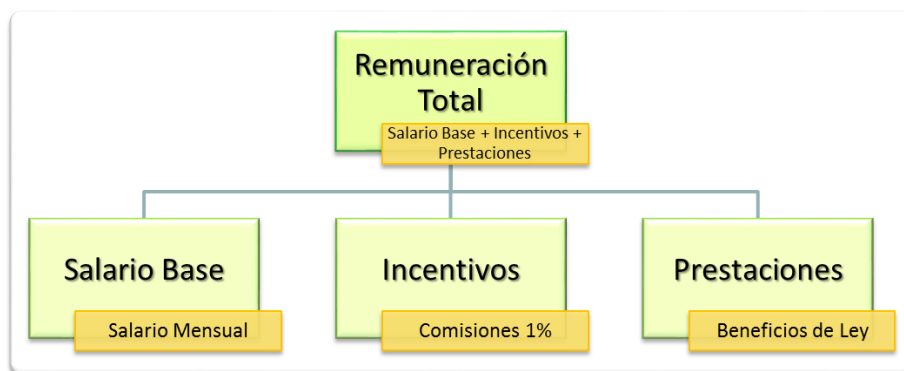 Remuneración
Total
Salario Base + Incentivos +
Prestaciones
Salario Base
Salario Mensual
Incentivos
Comisiones 1%
Prestaciones
Beneficios de Ley